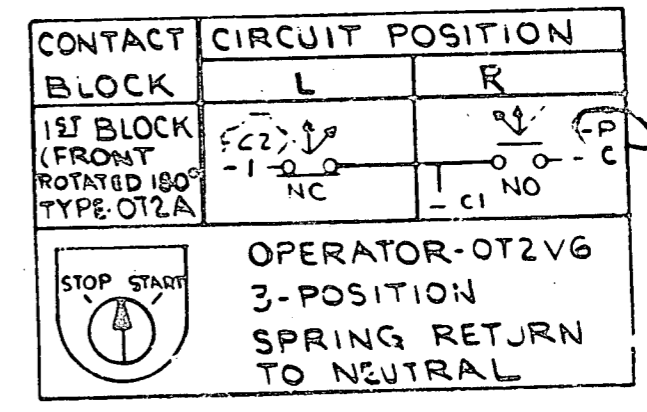 CONTACT BLOCK
CIRCUIT POSITION
L
R
1ST BLOCK
(FRONT
ROTATED 180°
TYPE-OT2A
(C2)
-1
NC
-P
- C
NO
- C1
STOP START
OPERATOR-OT2V6
3-POSITION
SPRING RETURN
TO NEUTRAL